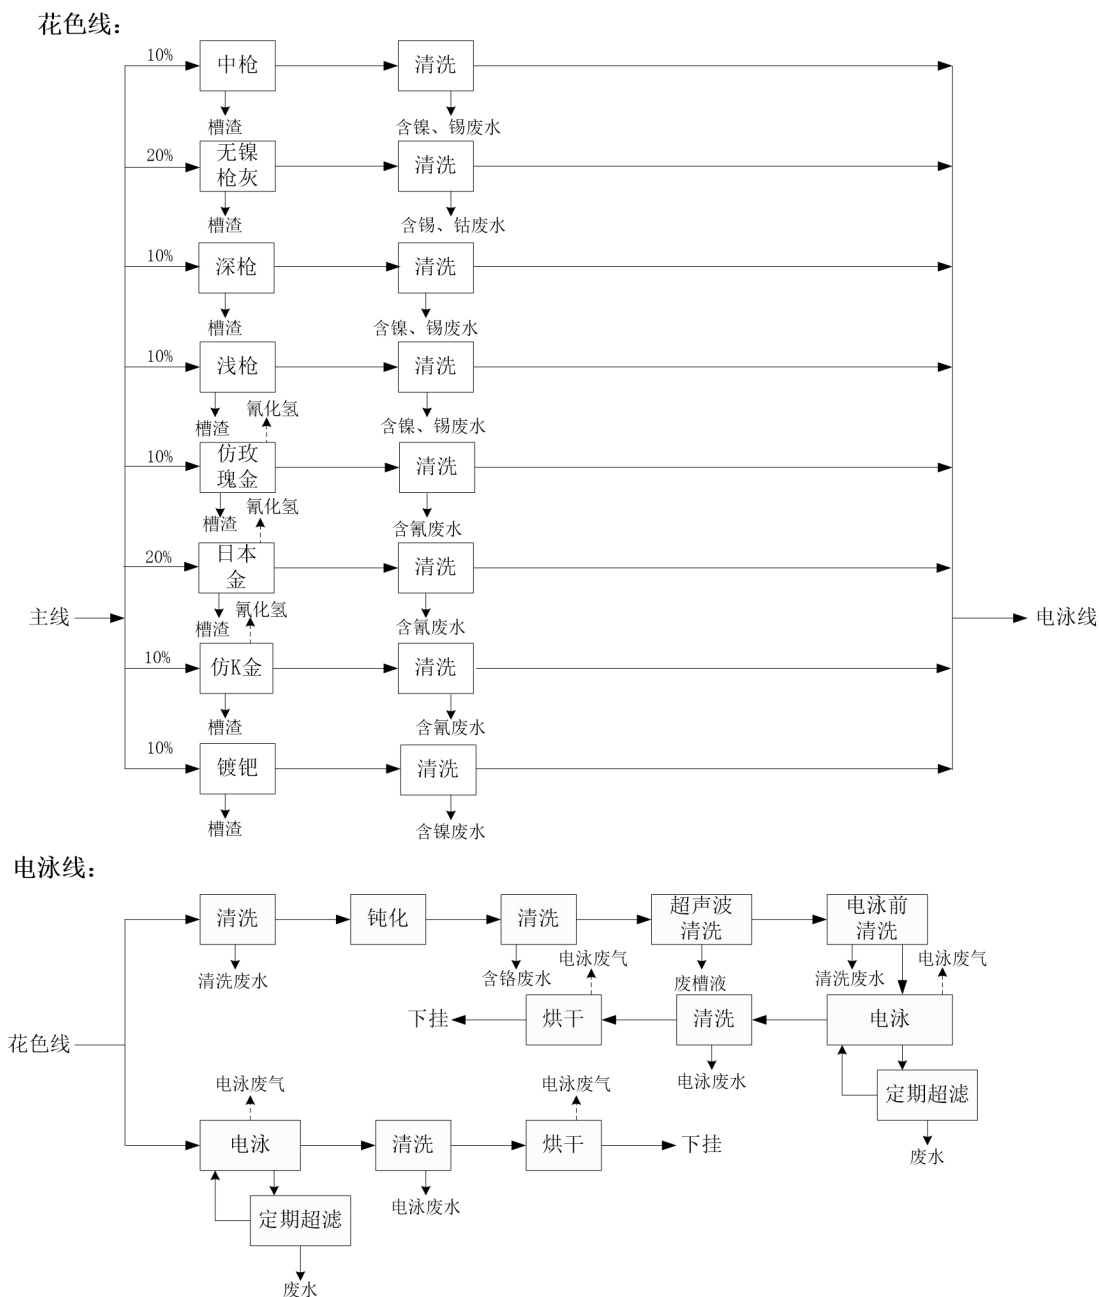 花色线：
10%
中枪
清洗
槽渣
含镍、锡废水
20%
无镍
枪灰
清洗
槽渣
含锡、钴废水
10%
深枪
清洗
槽渣
含镍、锡废水
10%
浅枪
清洗
槽渣
氰化氢
含镍、锡废水
10%
仿玫
瑰金
清洗
槽渣
氰化氢
含氰废水
20%
日本
金
清洗
主线
槽渣
氰化氢
含氰废水
电泳线
10%
仿K金
清洗
槽渣
含氰废水
10%
镀钯
清洗
槽渣
含镍废水
电泳线：
清洗
钝化
清洗
超声波
清洗
电泳前
清洗
清洗废水
含铬废水
电泳废气
废槽液
清洗废水
电泳废气
下挂
烘干
清洗
电泳
花色线
电泳废水
定期超滤
废水
电泳废气
电泳废气
电泳
清洗
烘干
下挂
电泳废水
定期超滤
废水